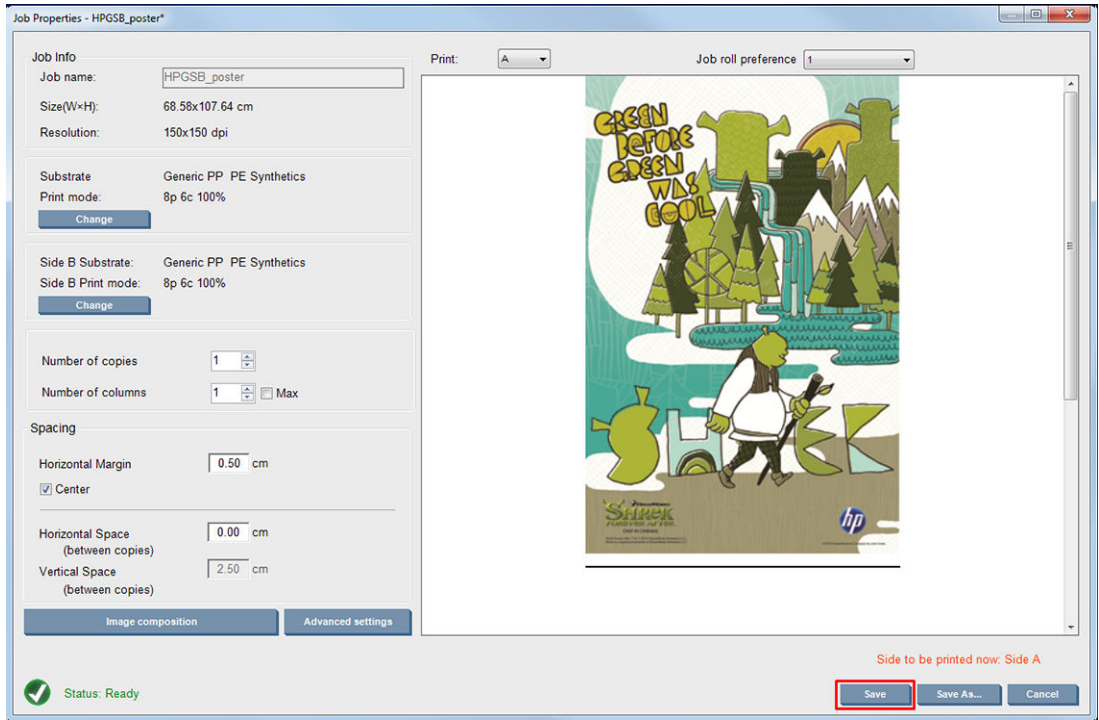 Job Properties - HPGSB_poster*
Job Info
Job name: HPGSB_poster
Size(W×H): 68.58x107.64 cm
Resolution: 150x150 dpi
Substrate Generic PP PE Synthetics
Print mode: 8p 6c 100%
Change
Side B Substrate: Generic PP PE Synthetics
Side B Print mode: 8p 6c 100%
Change
Number of copies 1
Number of columns 1 Max
Spacing
Horizontal Margin 0.50 cm
Center
Horizontal Space 0.00 cm
(between copies)
Vertical Space 2.50 cm
(between copies)
Image composition Advanced settings
Status: Ready
Print: A Job roll preference 1
GREEN
BEFORE
GREEN
WAS
COOL
SHREK
SHREK
FOREVER AFTER
hp
Side to be printed now: Side A
Save Save As... Cancel